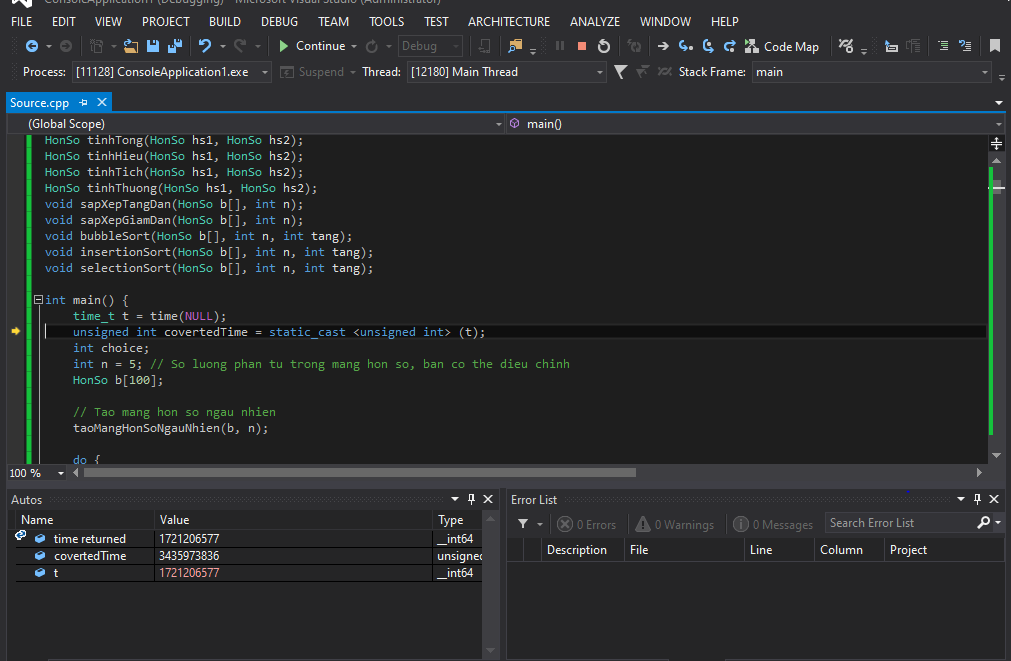 ConsoleApplication1 (Debugging) - Microsoft Visual Studio (Administrator)
FILE EDIT VIEW PROJECT BUILD DEBUG TEAM TOOLS TEST ARCHITECTURE ANALYZE WINDOW HELP
Continue Debug Code Map
Process: [11128] ConsoleApplication1.exe Suspend Thread: [12180] Main Thread Stack Frame: main
Source.cpp
(Global Scope) main()
HonSo tinhTong(HonSo hs1, HonSo hs2);
HonSo tinhHieu(HonSo hs1, HonSo hs2);
HonSo tinhTich(HonSo hs1, HonSo hs2);
HonSo tinhThuong(HonSo hs1, HonSo hs2);
void sapXepTangDan(HonSo b[], int n);
void sapXepGiamDan(HonSo b[], int n);
void bubbleSort(HonSo b[], int n, int tang);
void insertionSort(HonSo b[], int n, int tang);
void selectionSort(HonSo b[], int n, int tang);
int main() {
time_t t = time(NULL);
unsigned int covertedTime = static_cast <unsigned int> (t);
int choice;
int n = 5; // So luong phan tu trong mang hon so, ban co the dieu chinh
HonSo b[100];
// Tao mang hon so ngau nhien
taoMangHonSoNgauNhien(b, n);
do {
100 %
Autos
Name Value Type
time returned 1721206577 __int64
covertedTime 3435973836 unsigned
t 1721206577 __int64
Error List
0 Errors 0 Warnings 0 Messages Search Error List
Description File Line Column Project